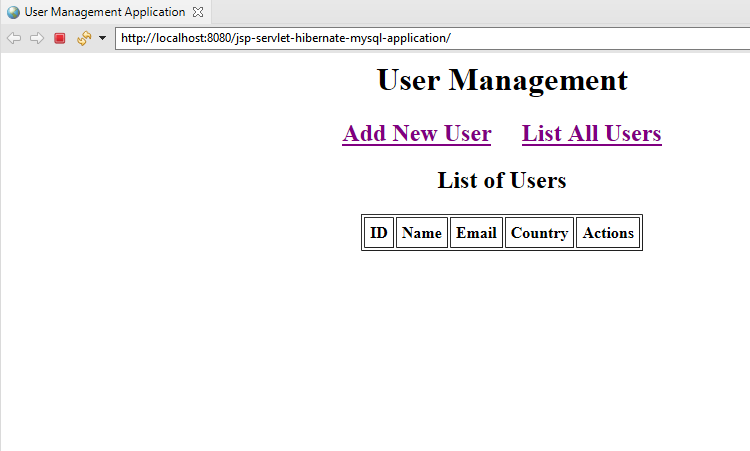 User Management Application
http://localhost:8080/jsp-servlet-hibernate-mysql-application/
User Management
Add New User List All Users
List of Users
ID Name Email Country Actions